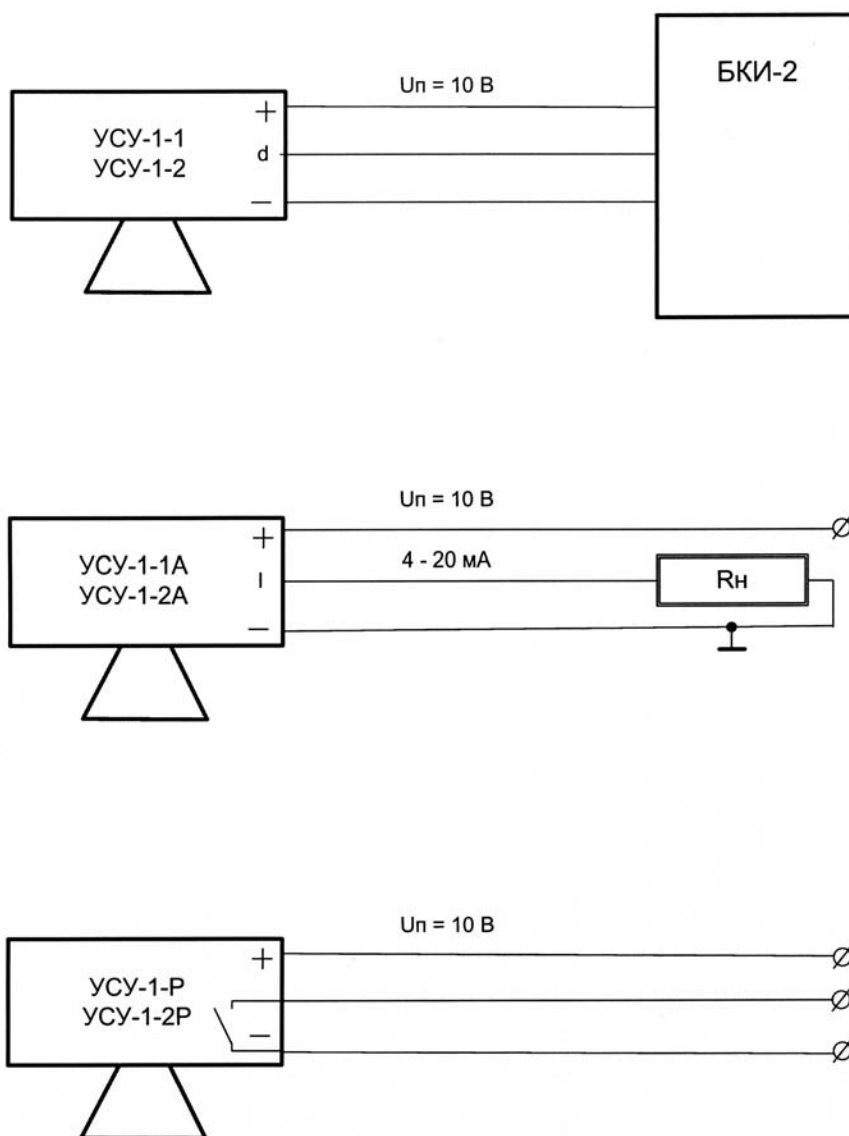 Uп = 10 В
БКИ-2
+
УСУ-1-1
d
УСУ-1-2
—
Uп = 10 В
+
4 - 20 мА
УСУ-1-1А
I
Rн
УСУ-1-2А
—
Uп = 10 В
+
УСУ-1-Р
УСУ-1-2Р
—